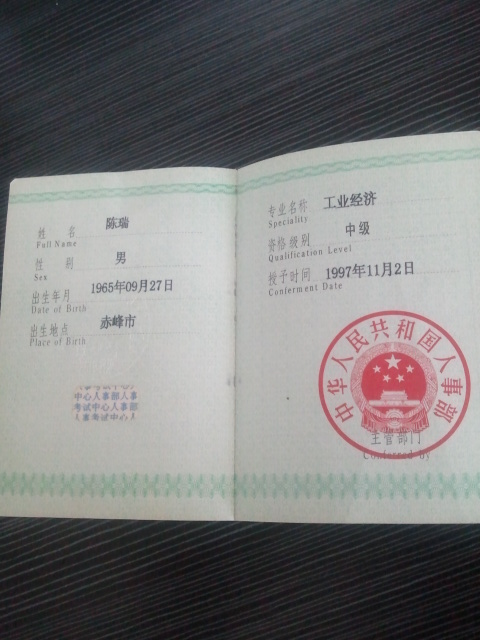 姓 名 陈瑞
Full Name
性 别 男
Sex
出生年月 1965年09月27日
Date of Birth
出生地点 赤峰市
Place of Birth
中心人事部人事
考试中心人事部
专业名称 工业经济
Speciality
资格级别 中级
Qualification Level
授予时间 1997年11月2日
Conferment Date
中华人民共和国人事部
主管部门
Conferred By